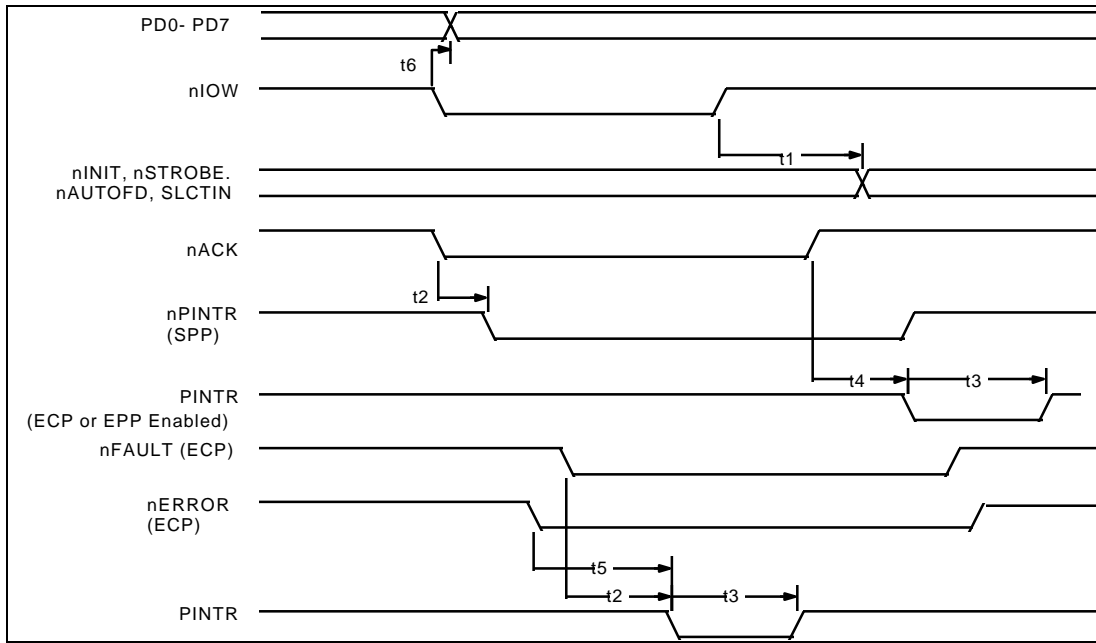 PD0- PD7
t6
nIOW
t1
nINIT, nSTROBE.
nAUTOFD, SLCTIN
nACK
t2
nPINTR
(SPP)
t4
t3
PINTR
(ECP or EPP Enabled)
nFAULT (ECP)
nERROR
(ECP)
t5
t2
t3
PINTR